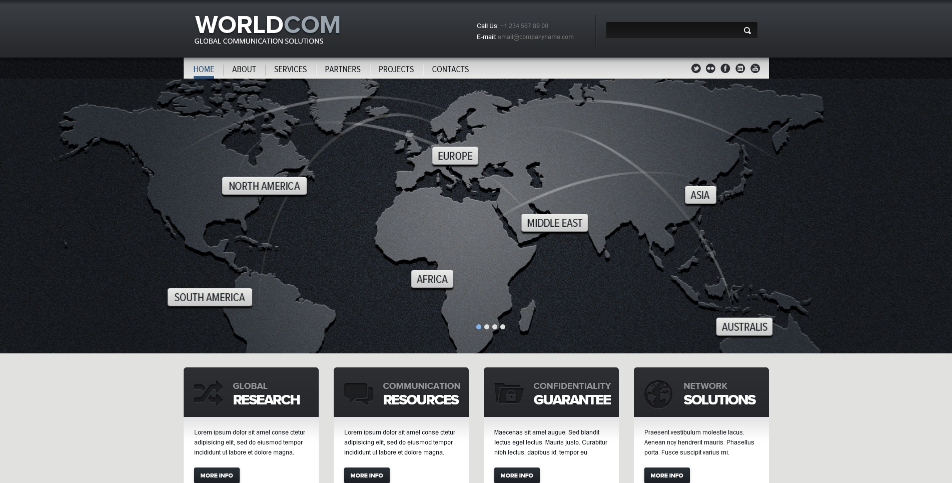 WORLDCOM
GLOBAL COMMUNICATION SOLUTIONS
Call Us: +1 234 567 89 00
E-mail: email@companyname.com
HOME ABOUT SERVICES PARTNERS PROJECTS CONTACTS
EUROPE
NORTH AMERICA
ASIA
MIDDLE EAST
AFRICA
SOUTH AMERICA
AUSTRALIS
GLOBAL
RESEARCH
Lorem ipsum dolor sit amet conse ctetur
adipisicing elit, sed do eiusmod tempor
incididunt ut labore et dolore magna.
MORE INFO
COMMUNICATION
RESOURCES
Lorem ipsum dolor sit amet conse ctetur
adipisicing elit, sed do eiusmod tempor
incididunt ut labore et dolore magna.
MORE INFO
CONFIDENTIALITY
GUARANTEE
Maecenas sit amet augue. Sed blandit
lectus eget lectus. Mauris justo. Curabitur
nibh lectus, dapibus id, tempor eu
MORE INFO
NETWORK
SOLUTIONS
Praesent vestibulum molestie lacus.
Aenean noy hendrerit mauris. Phasellus
porta. Fusce suscipit varius mi.
MORE INFO